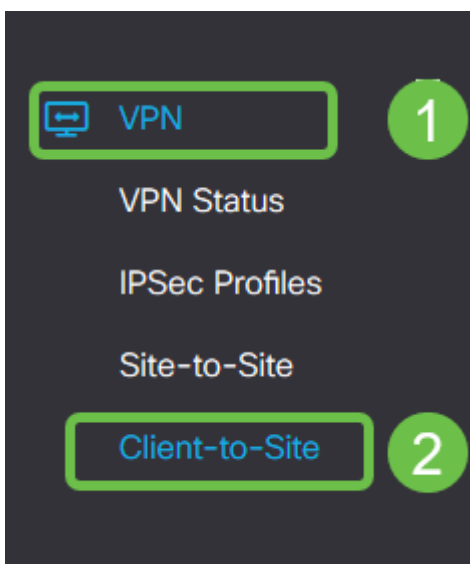 VPN
1
VPN Status
IPSec Profiles
Site-to-Site
Client-to-Site
2